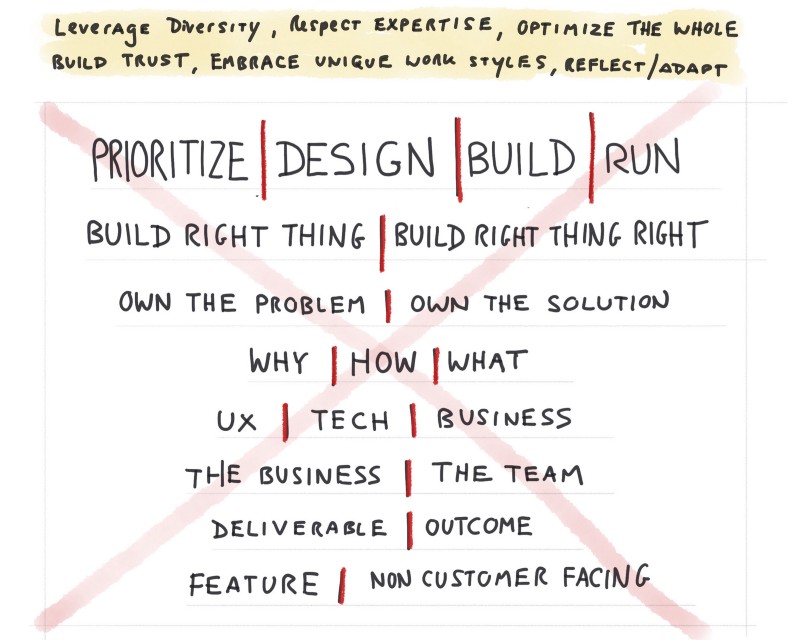 Leverage Diversity, Respect EXPERTISE, OPTIMIZE THE WHOLE
BUILD TRUST, EMBRACE UNIQUE WORK STYLES, REFLECT/ADAPT
PRIORITIZE | DESIGN | BUILD | RUN
BUILD RIGHT THING | BUILD RIGHT THING RIGHT
OWN THE PROBLEM | OWN THE SOLUTION
WHY | HOW | WHAT
UX | TECH | BUSINESS
THE BUSINESS | THE TEAM
DELIVERABLE | OUTCOME
FEATURE | NON CUSTOMER FACING